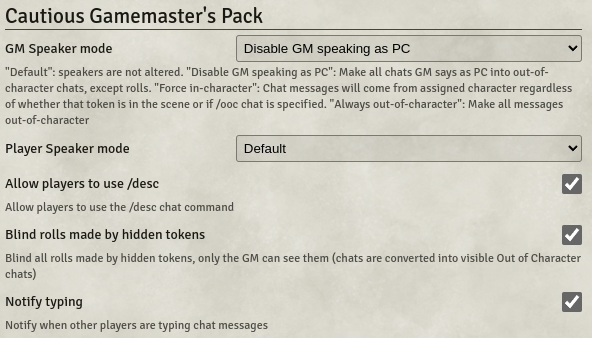 Cautious Gamemaster's Pack
GM Speaker mode
Disable GM speaking as PC
"Default": speakers are not altered. "Disable GM speaking as PC": Make all chats GM says as PC into out-of-
character chats, except rolls. "Force in-character": Chat messages will come from assigned character regardless
of whether that token is in the scene or if /ooc chat is specified. "Always out-of-character": Make all messages
out-of-character
Player Speaker mode
Default
Allow players to use /desc
Allow players to use the /desc chat command
Blind rolls made by hidden tokens
Blind all rolls made by hidden tokens, only the GM can see them (chats are converted into visible Out of Character
chats)
Notify typing
Notify when other players are typing chat messages